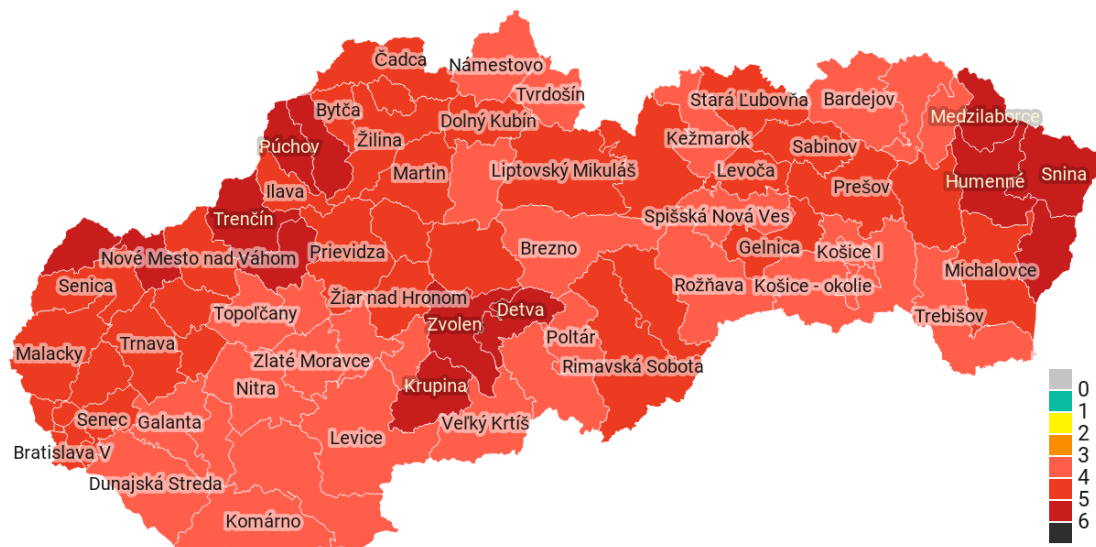 Čadca
Námestovo
Tvrdošín
Bytča
Dolný Kubín
Stará Ľubovňa
Bardejov
Medzilaborce
Púchov
Žilina
Kežmarok
Sabinov
Martin
Liptovský Mikuláš
Levoča
Snina
Ilava
Prešov
Humenné
Trenčín
Spišská Nová Ves
Nové Mesto nad Váhom
Prievidza
Brezno
Gelnica
Košice I
Michalovce
Senica
Žiar nad Hronom
Rožňava
Košice - okolie
Topoľčany
Detva
Trebišov
Zvolen
Poltár
Malacky
Trnava
Zlaté Moravce
Rimavská Sobota
Nitra
Krupina
Senec
Galanta
Veľký Krtíš
Levice
Bratislava V
Dunajská Streda
Komárno
0
1
2
3
4
5
6